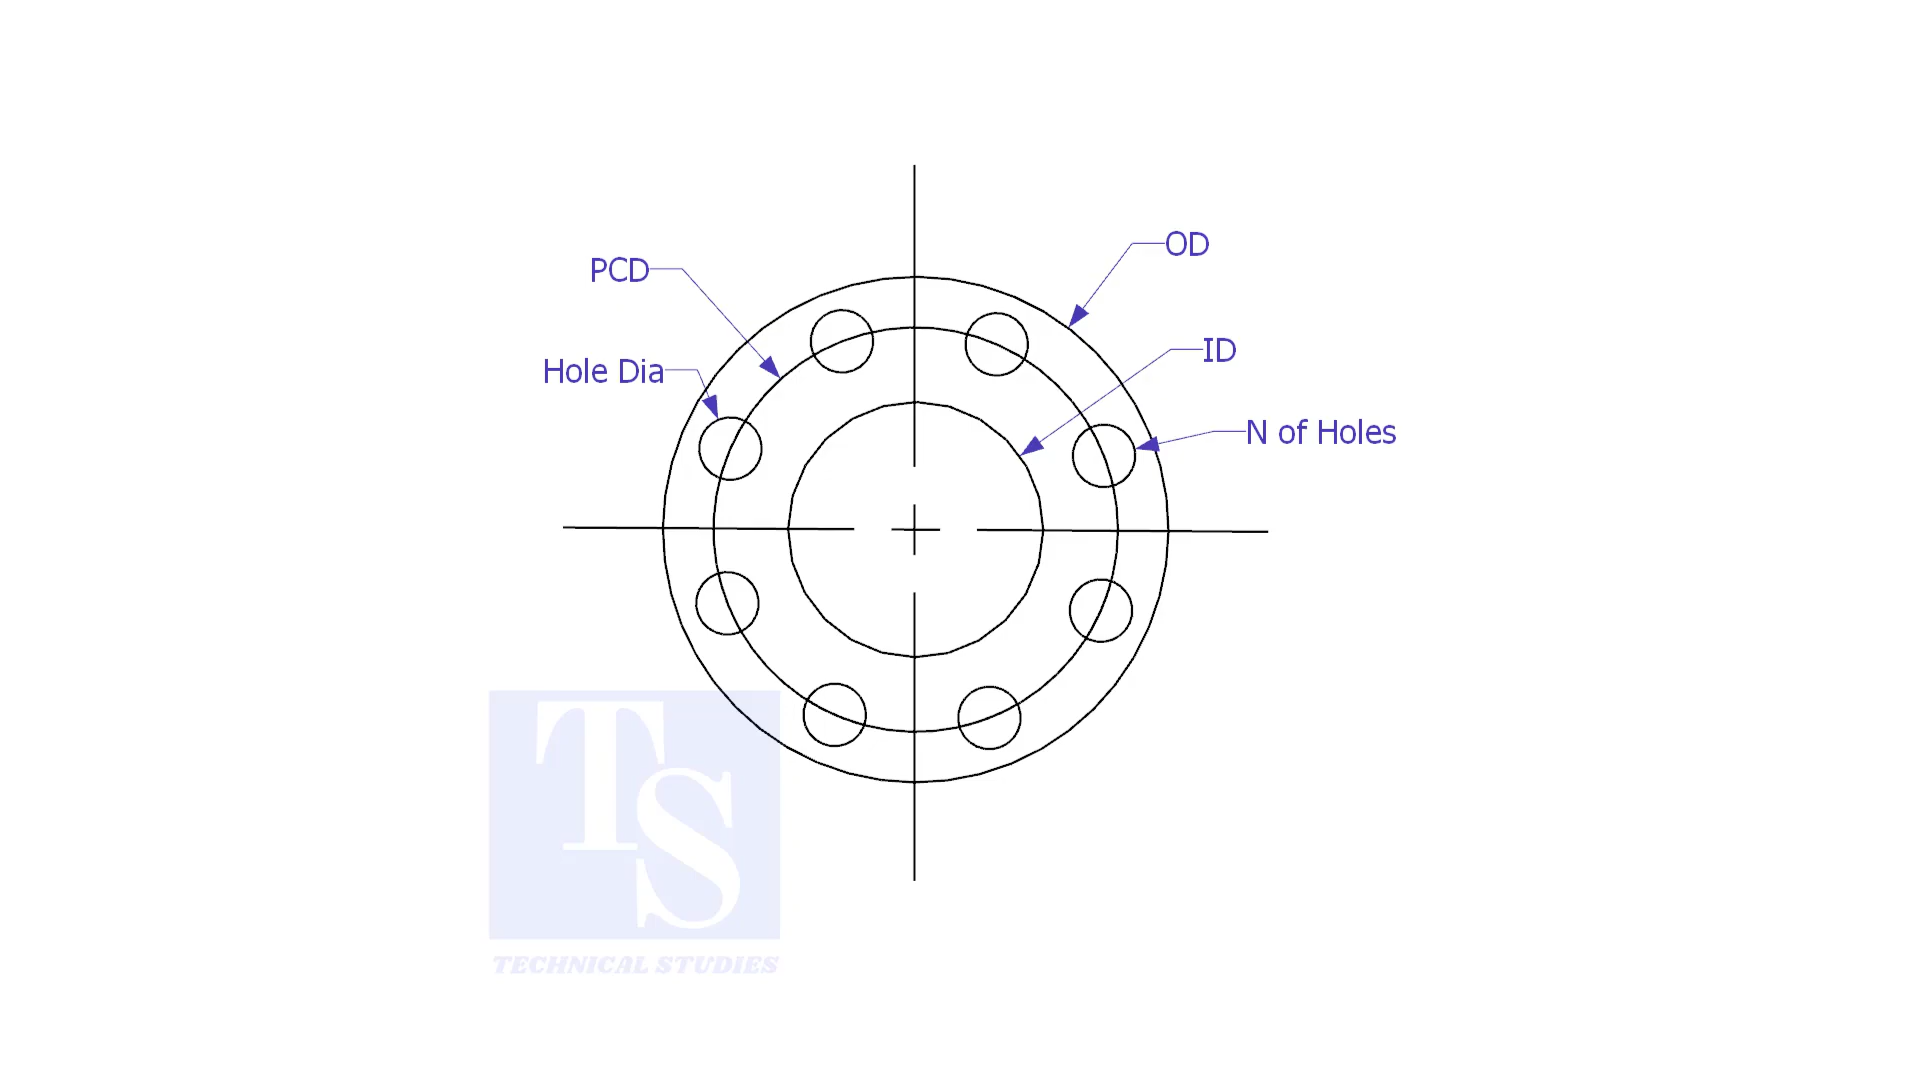 OD
PCD
ID
Hole Dia
N of Holes
TS
TECHNICAL STUDIES